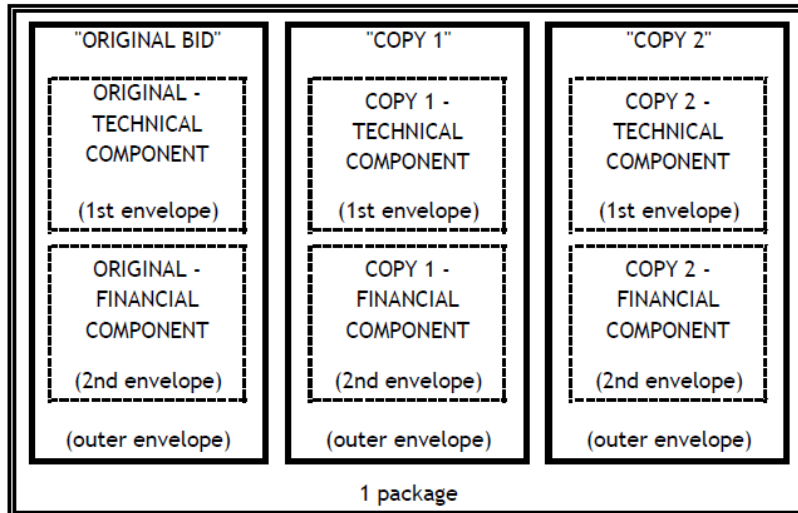 "ORIGINAL BID"
ORIGINAL -
TECHNICAL
COMPONENT
(1st envelope)
ORIGINAL -
FINANCIAL
COMPONENT
(2nd envelope)
(outer envelope)
"COPY 1"
COPY 1 -
TECHNICAL
COMPONENT
(1st envelope)
COPY 1 -
FINANCIAL
COMPONENT
(2nd envelope)
(outer envelope)
"COPY 2"
COPY 2 -
TECHNICAL
COMPONENT
(1st envelope)
COPY 2 -
FINANCIAL
COMPONENT
(2nd envelope)
(outer envelope)
1 package